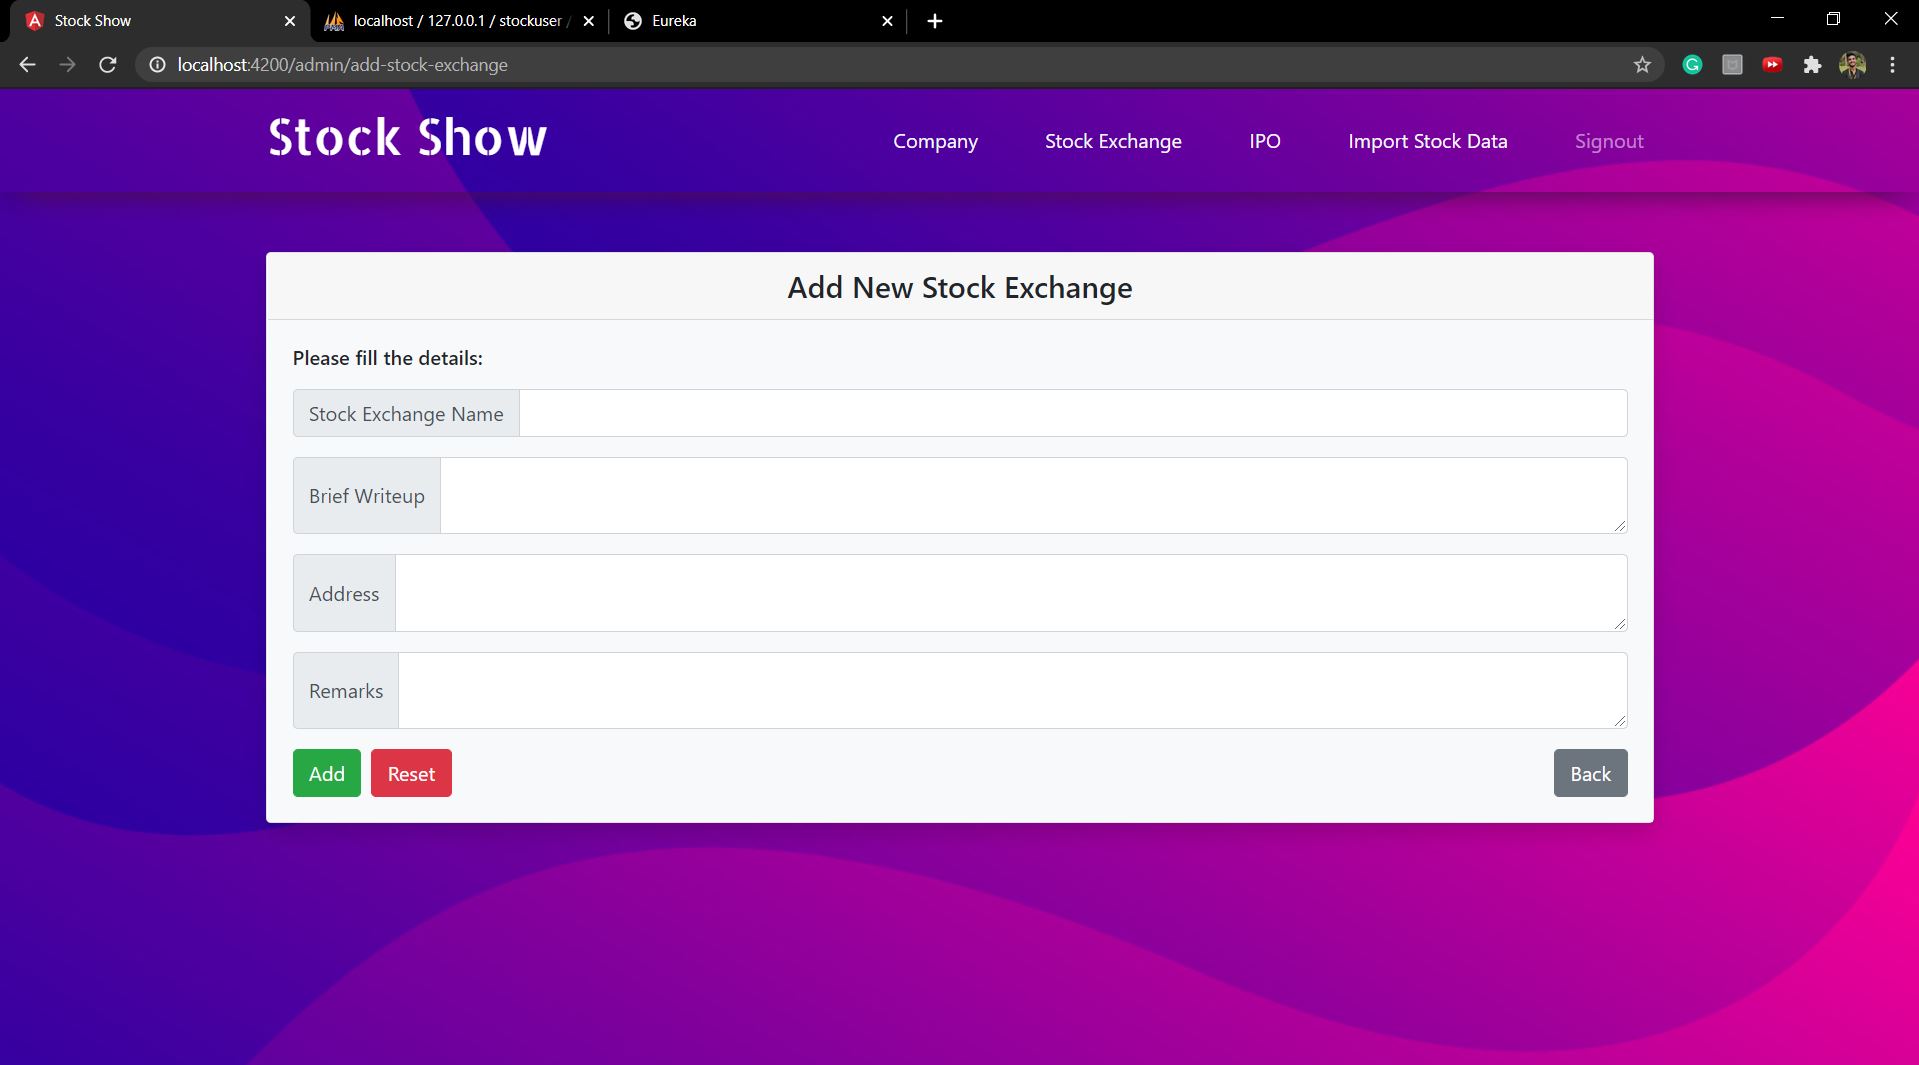 Stock Show
localhost / 127.0.0.1 / stockuser /
Eureka
localhost:4200/admin/add-stock-exchange
Stock Show
Company
Stock Exchange
IPO
Import Stock Data
Signout
Add New Stock Exchange
Please fill the details:
Stock Exchange Name
Brief Writeup
Address
Remarks
Add
Reset
Back